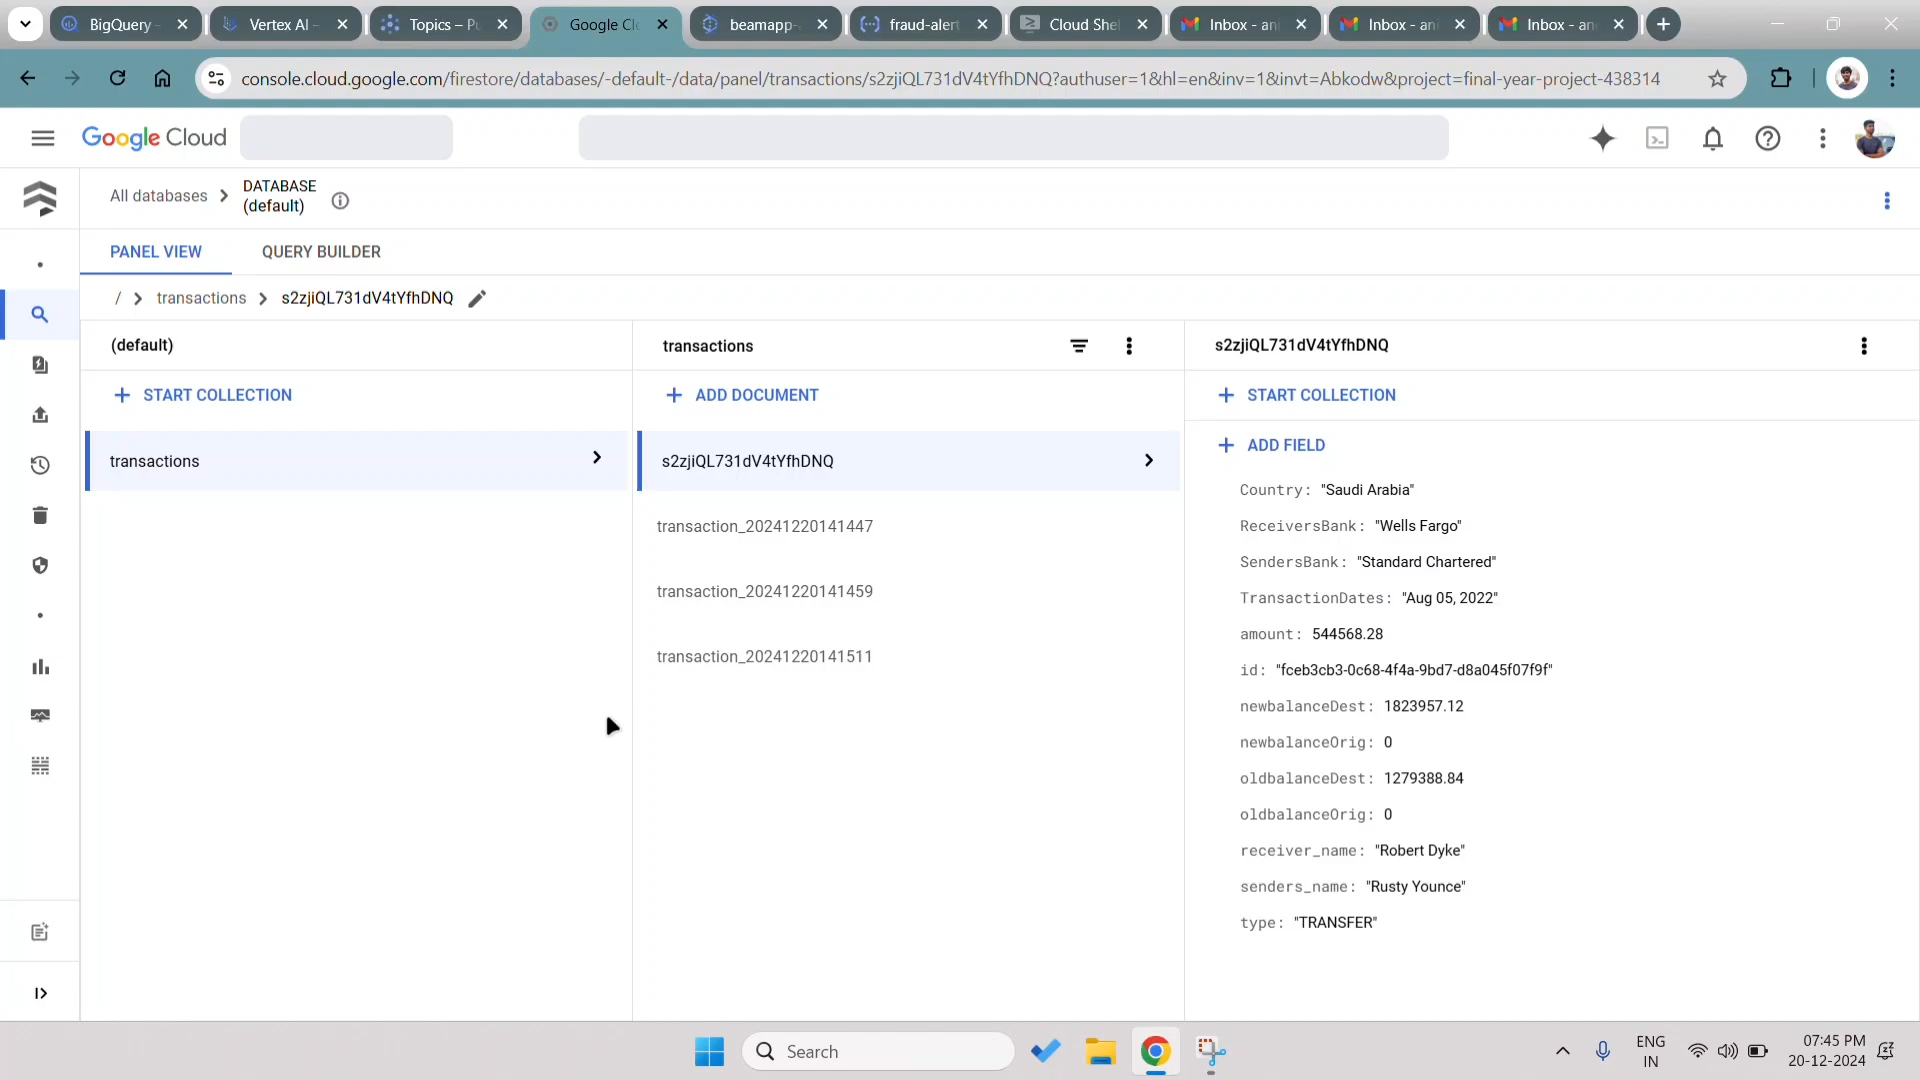 BigQuery -
Vertex AI -
Topics – Pu
Google Clo
beamapp-
fraud-alert
Cloud Shel
Inbox - ani
Inbox - ani
Inbox - an
console.cloud.google.com/firestore/databases/-default-/data/panel/transactions/s2zjiQL731dV4tYfhDNQ?authuser=1&hl=en&inv=1&invt=Abkodw&project=final-year-project-438314
Google Cloud
All databases
DATABASE
(default)
PANEL VIEW
QUERY BUILDER
/ > transactions > s2zjiQL731dV4tYfhDNQ
(default)
START COLLECTION
transactions
transactions
ADD DOCUMENT
s2zjiQL731dV4tYfhDNQ
transaction_20241220141447
transaction_20241220141459
transaction_20241220141511
s2zjiQL731dV4tYfhDNQ
START COLLECTION
ADD FIELD
Country: "Saudi Arabia"
ReceiversBank: "Wells Fargo"
SendersBank: "Standard Chartered"
TransactionDates: "Aug 05, 2022"
amount: 544568.28
id: "fceb3cb3-0c68-4f4a-9bd7-d8a045f07f9f"
newbalanceDest: 1823957.12
newbalanceOrig: 0
oldbalanceDest: 1279388.84
oldbalanceOrig: 0
receiver_name: "Robert Dyke"
senders_name: "Rusty Younce"
type: "TRANSFER"
Search
ENG
IN
07:45 PM
20-12-2024